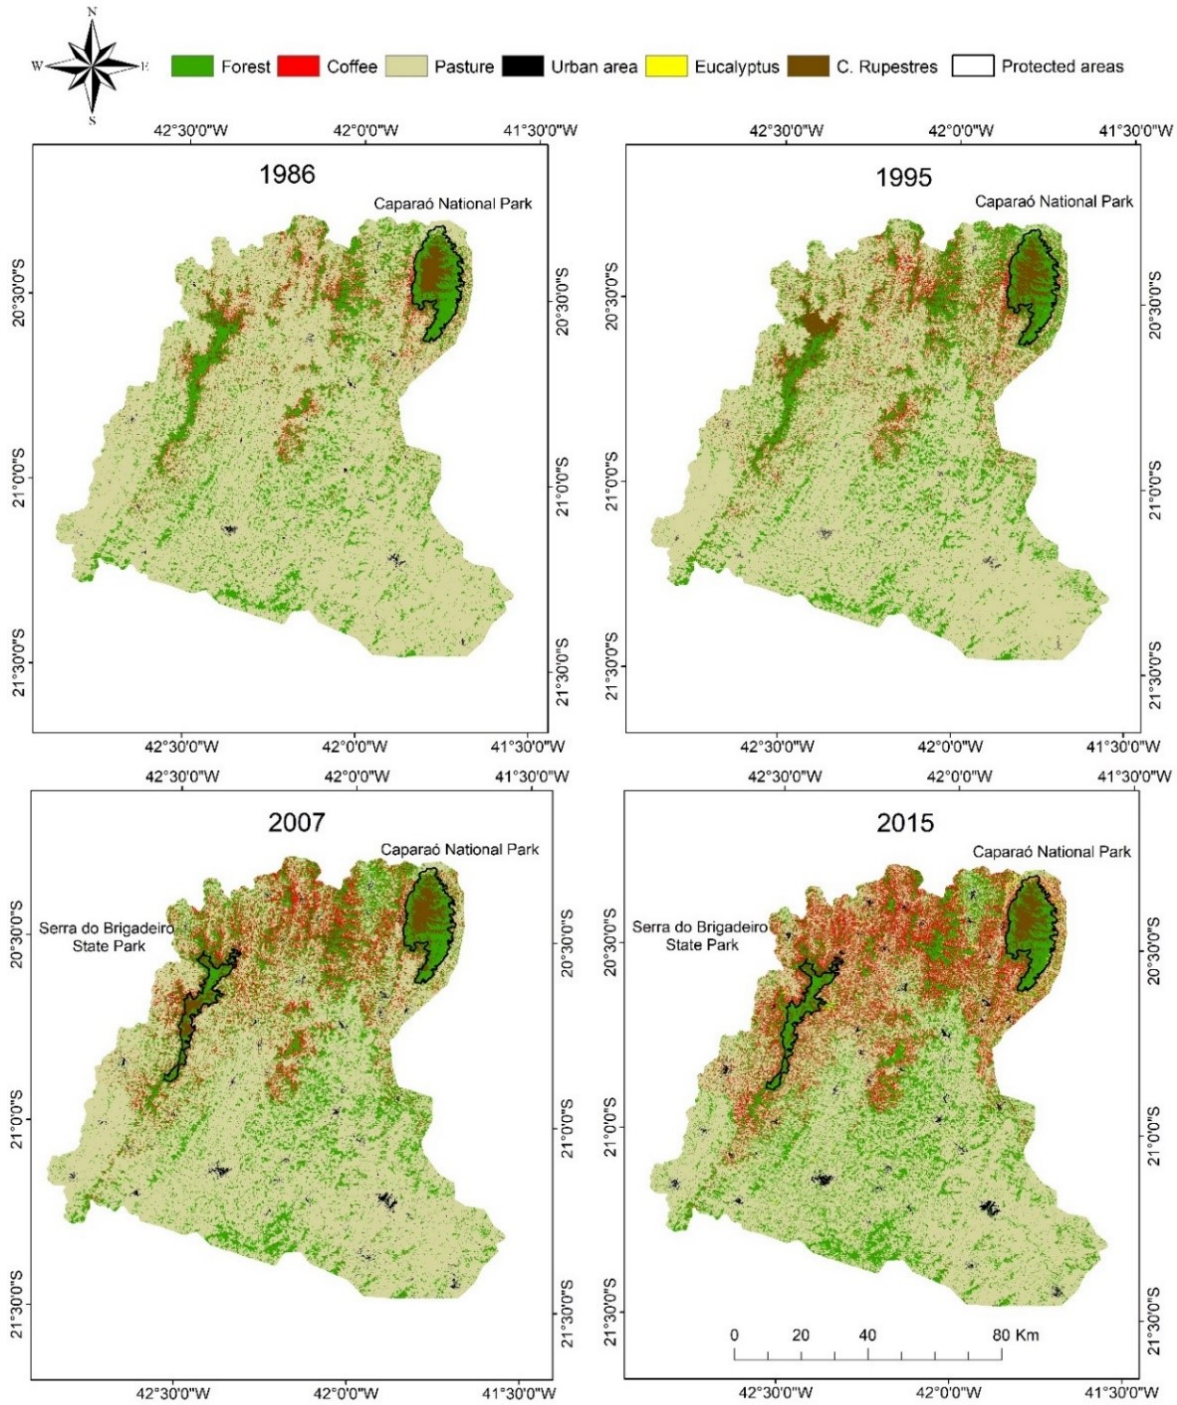 N
W E
S
Forest Coffee Pasture Urban area Eucalyptus C. Rupestres Protected areas
42°30'0"W 42°0'0"W 41°30'0"W
1986
Caparaó National Park
20°30'0"S
20°30'0"S
21°0'0"S
21°0'0"S
21°30'0"S
21°30'0"S
42°30'0"W 42°0'0"W 41°30'0"W
42°30'0"W 42°0'0"W 41°30'0"W
1995
Caparaó National Park
20°30'0"S
20°30'0"S
21°0'0"S
21°0'0"S
21°30'0"S
21°30'0"S
42°30'0"W 42°0'0"W 41°30'0"W
42°30'0"W 42°0'0"W 41°30'0"W
2007
Caparaó National Park
Serra do Brigadeiro
State Park
20°30'0"S
20°30'0"S
21°0'0"S
21°0'0"S
21°30'0"S
21°30'0"S
42°30'0"W 42°0'0"W 41°30'0"W
42°30'0"W 42°0'0"W 41°30'0"W
2015
Caparaó National Park
Serra do Brigadeiro
State Park
20°30'0"S
20°30'0"S
21°0'0"S
21°0'0"S
21°30'0"S
21°30'0"S
0 20 40 80 Km
42°30'0"W 42°0'0"W 41°30'0"W